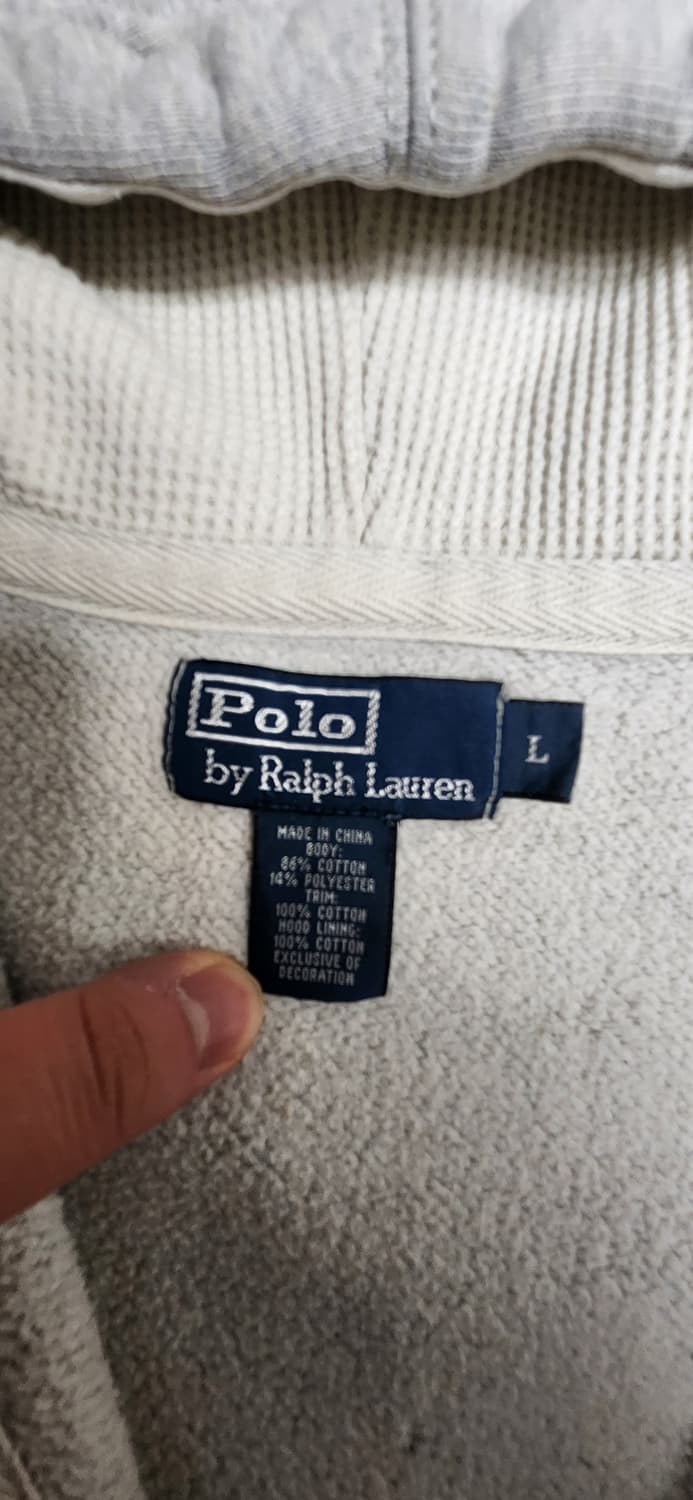 Polo
by Ralph Lauren
L
MADE IN CHINA
BODY:
86% COTTON
14% POLYESTER
TRIM:
100% COTTON
HOOD LINING:
100% COTTON
EXCLUSIVE OF
DECORATION